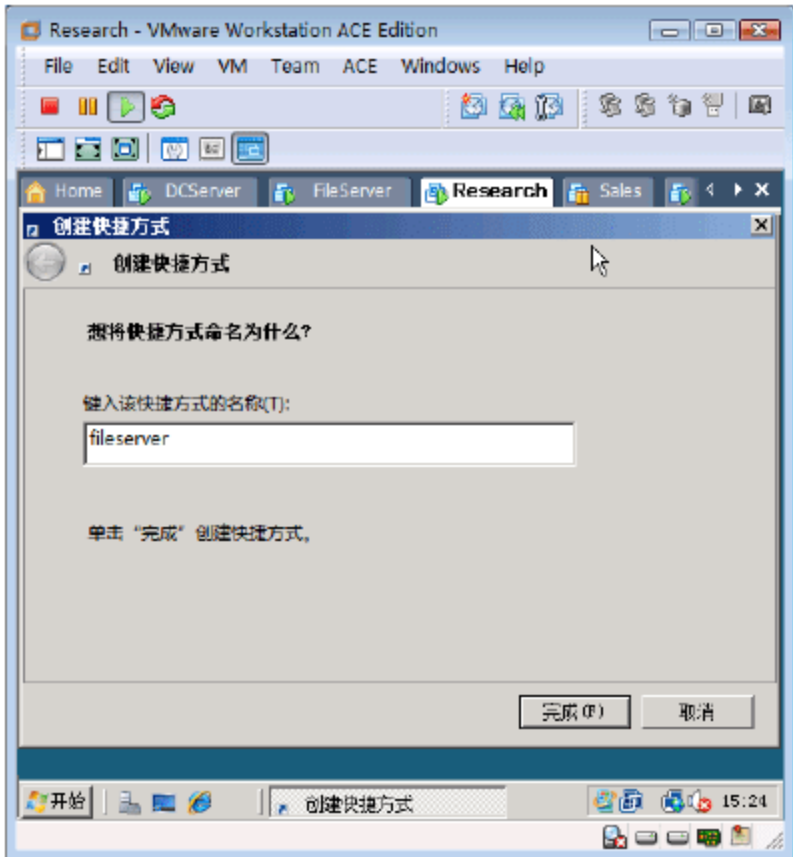 Research - VMware Workstation ACE Edition
File Edit View VM Team ACE Windows Help
Home DCServer FileServer Research Sales
创建快捷方式
创建快捷方式
想将快捷方式命名为什么?
键入该快捷方式的名称(T):
fileserver
单击“完成”创建快捷方式。
完成(F) 取消
开始 创建快捷方式 15:24